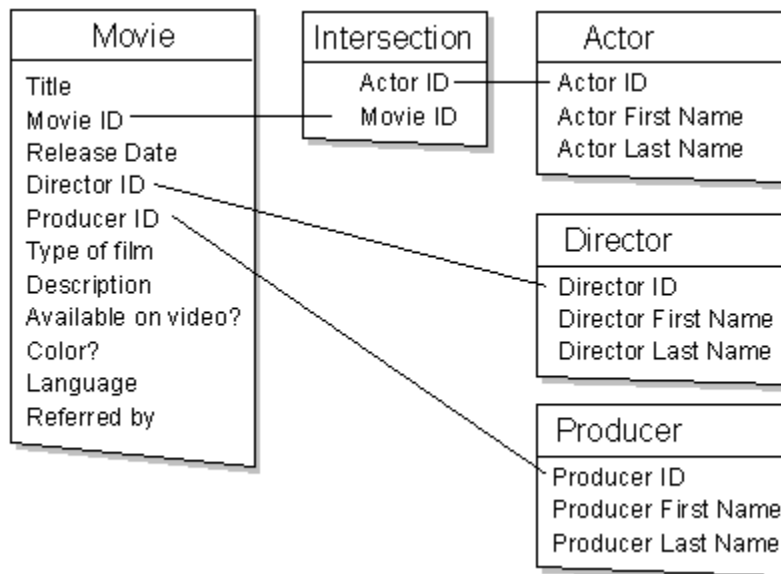 Movie
Title
Movie ID
Release Date
Director ID
Producer ID
Type of film
Description
Available on video?
Color?
Language
Referred by
Intersection
Actor ID
Movie ID
Actor
Actor ID
Actor First Name
Actor Last Name
Director
Director ID
Director First Name
Director Last Name
Producer
Producer ID
Producer First Name
Producer Last Name